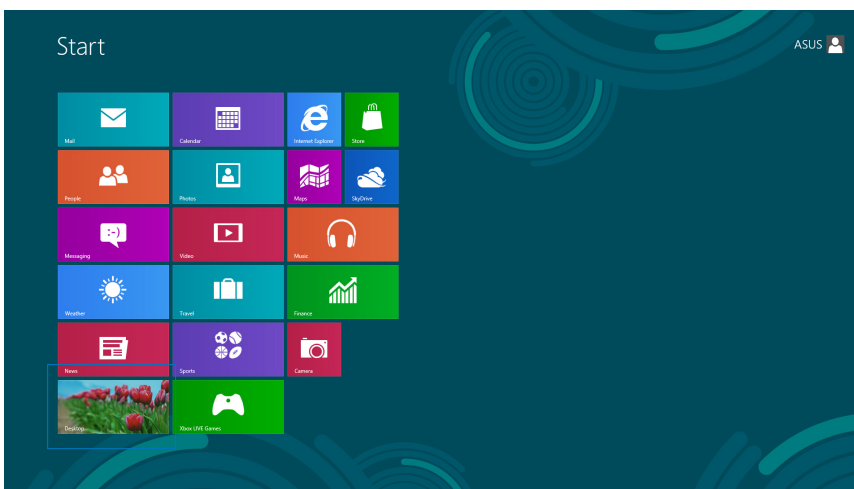 Start
ASUS
Mail
Calendar
Internet Explorer
Store
People
Photos
Maps
SkyDrive
:-)
Messaging
Video
Music
Weather
Travel
Finance
News
Sports
Camera
Desktop
Xbox LIVE Games